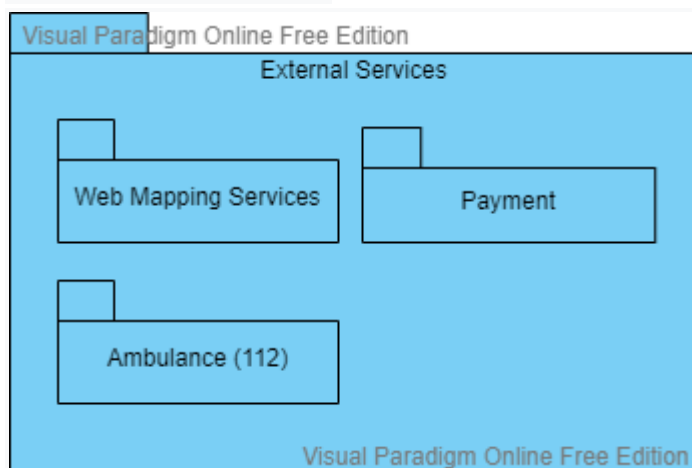 Visual Paradigm Online Free Edition
External Services
Web Mapping Services
Payment
Ambulance (112)
Visual Paradigm Online Free Edition